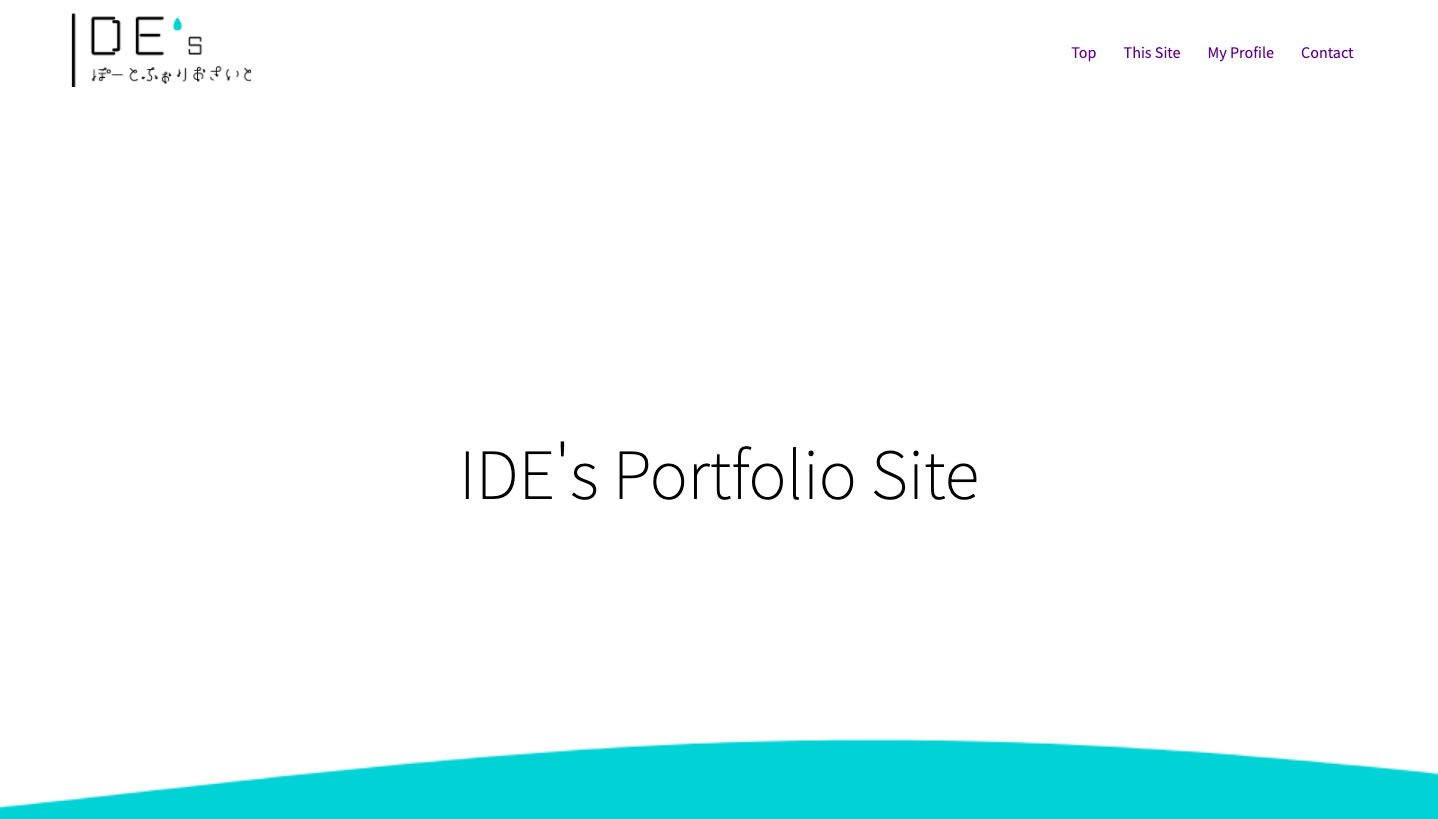 IDE's
ぽーとふぉりおさいと
Top
This Site
My Profile
Contact
IDE's Portfolio Site